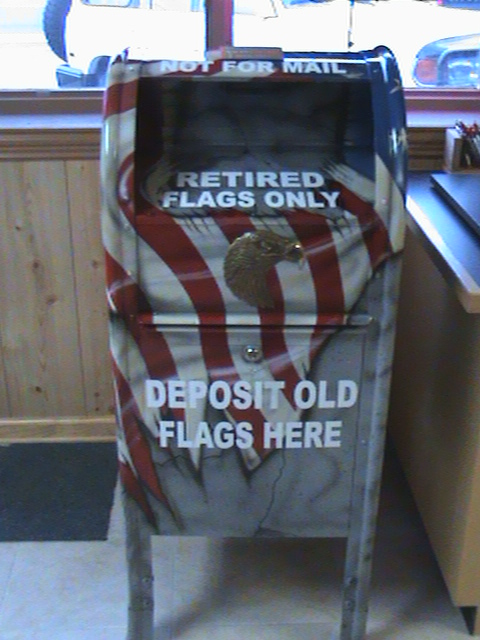 NOT FOR MAIL
RETIRED
FLAGS ONLY
DEPOSIT OLD
FLAGS HERE